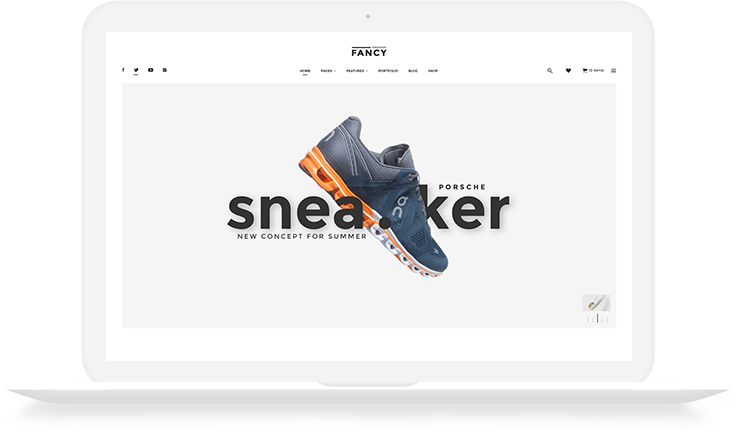 FANCY
HOME PAGES FEATURES PORTFOLIO BLOG SHOP (0 items)
PORSCHE
snea.ker
NEW CONCEPT FOR SUMMER